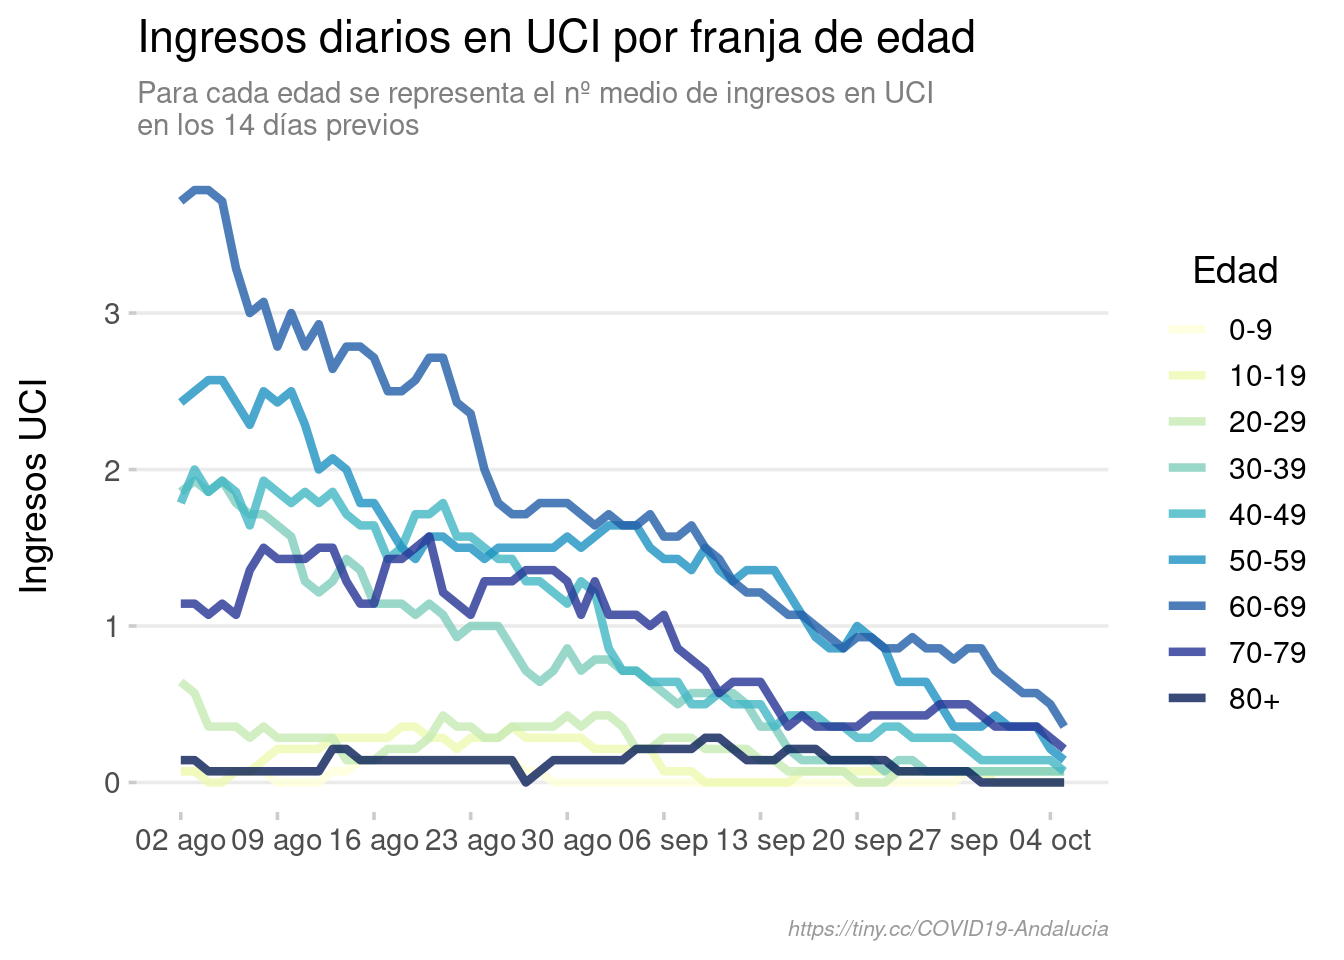 Ingresos diarios en UCI por franja de edad
Para cada edad se representa el nº medio de ingresos en UCI
en los 14 días previos
Ingresos UCI
3
2
1
0
02 ago 09 ago 16 ago 23 ago 30 ago 06 sep 13 sep 20 sep 27 sep 04 oct
Edad
0-9
10-19
20-29
30-39
40-49
50-59
60-69
70-79
80+
https://tiny.cc/COVID19-Andalucia